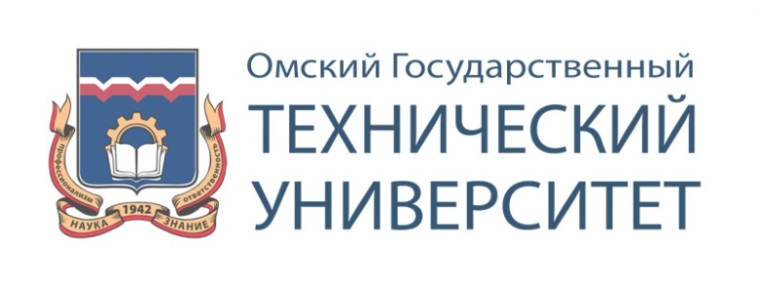 Омский Государственный
ТЕХНИЧЕСКИЙ
УНИВЕРСИТЕТ
профессионализм
ответственность
НАУКА 1942 ЗНАНИЕ